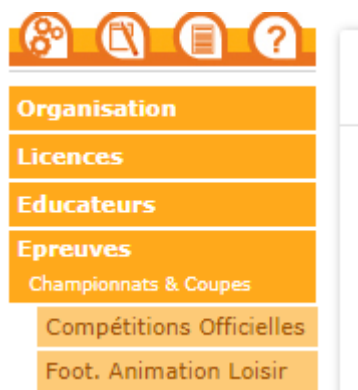 ?
Organisation
Licences
Educateurs
Epreuves
Championnats & Coupes
Compétitions Officielles
Foot. Animation Loisir